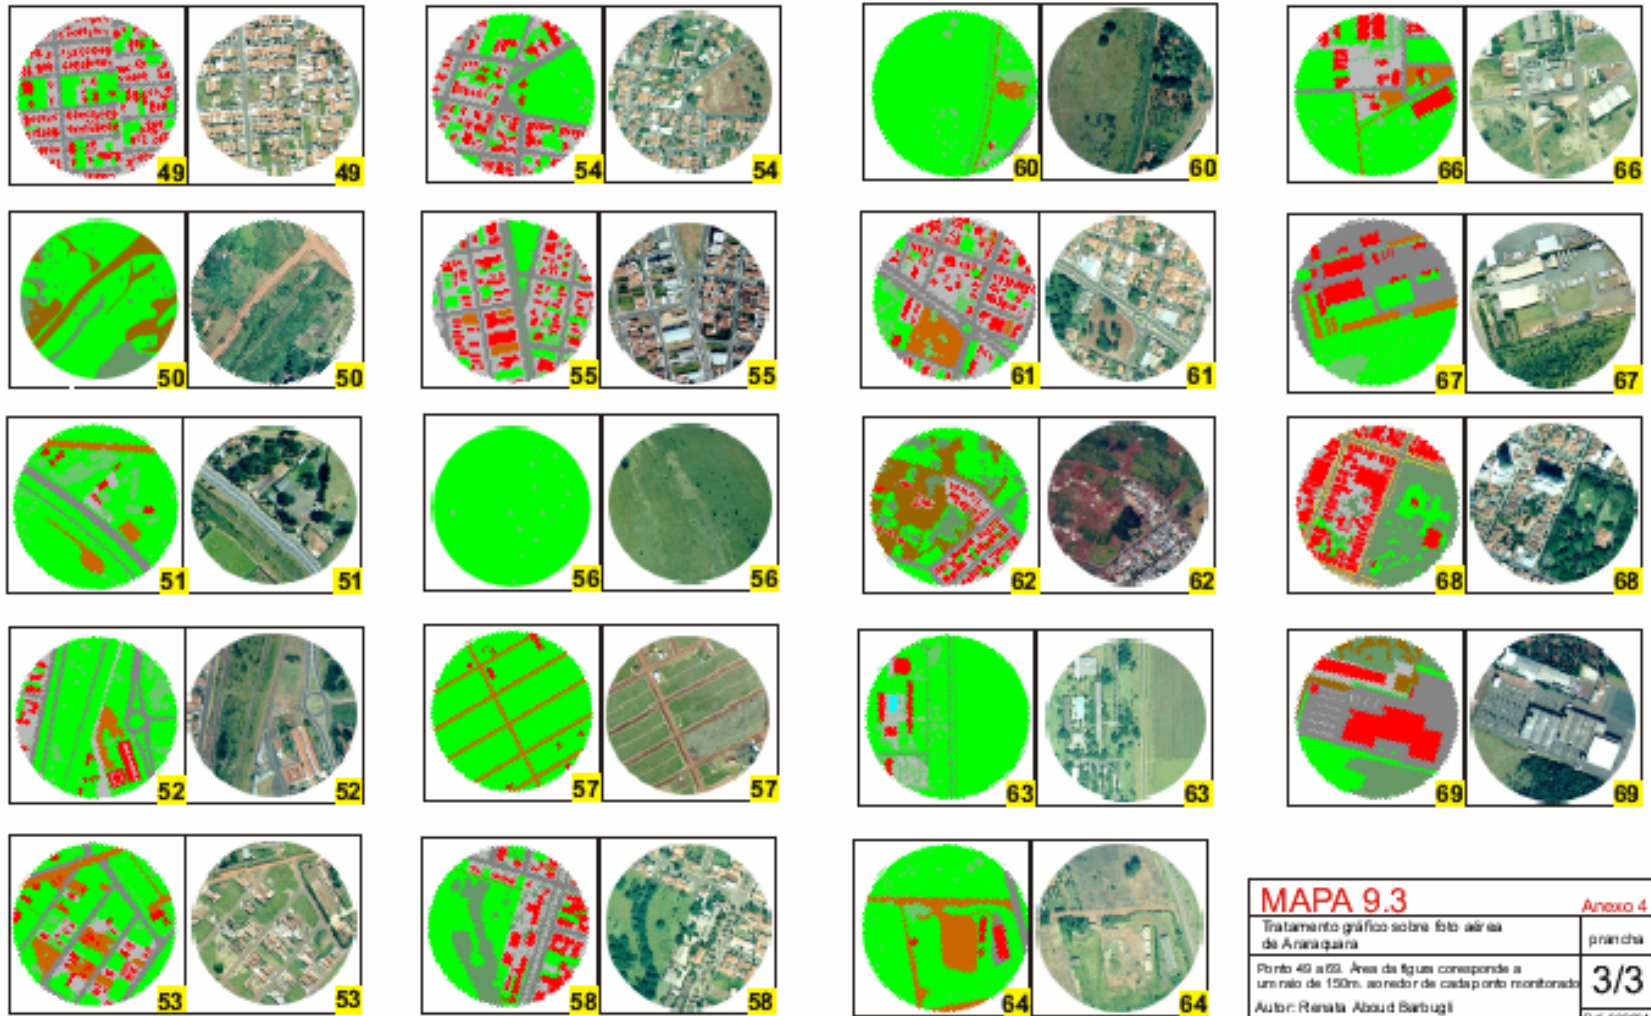 49 49 54 54 60 60 66 66
50 50 55 55 61 61 67 67
51 51 56 56 62 62 68 68
52 52 57 57 63 63 69 69
53 53 58 58 64 64
MAPA 9.3 Anexo 4
Tratamento gráfico sobre foto aérea
de Araraquara
prancha
Ponto 49 a 69. Área da figura corresponde a
um raio de 150m. ao redor de cada ponto monitorado
3/3
Autor: Renata Aboud Barbugli